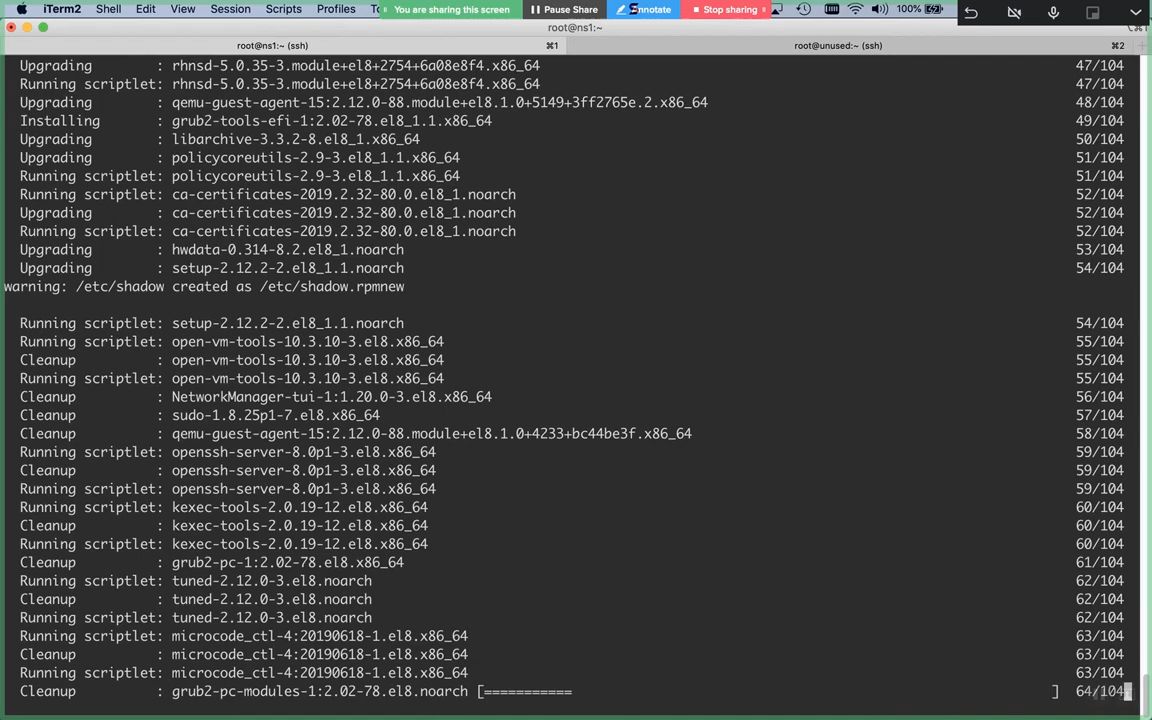 iTerm2 Shell Edit View Session Scripts Profiles You are sharing this screen Pause Share Annotate Stop sharing 100%
root@ns1:~ (ssh)
root@ns1:~ (ssh) ⌘1 root@unused:~ (ssh) ⌘2
Upgrading : rhnsd-5.0.35-3.module+el8+2754+6a08e8f4.x86_64 47/104
Running scriptlet: rhnsd-5.0.35-3.module+el8+2754+6a08e8f4.x86_64 47/104
Upgrading : qemu-guest-agent-15:2.12.0-88.module+el8.1.0+5149+3ff2765e.2.x86_64 48/104
Installing : grub2-tools-efi-1:2.02-78.el8_1.1.x86_64 49/104
Upgrading : libarchive-3.3.2-8.el8_1.x86_64 50/104
Upgrading : policycoreutils-2.9-3.el8_1.1.x86_64 51/104
Running scriptlet: policycoreutils-2.9-3.el8_1.1.x86_64 51/104
Running scriptlet: ca-certificates-2019.2.32-80.0.el8_1.noarch 52/104
Upgrading : ca-certificates-2019.2.32-80.0.el8_1.noarch 52/104
Running scriptlet: ca-certificates-2019.2.32-80.0.el8_1.noarch 52/104
Upgrading : hwdata-0.314-8.2.el8_1.noarch 53/104
Upgrading : setup-2.12.2-2.el8_1.1.noarch 54/104
warning: /etc/shadow created as /etc/shadow.rpmnew
Running scriptlet: setup-2.12.2-2.el8_1.1.noarch 54/104
Running scriptlet: open-vm-tools-10.3.10-3.el8.x86_64 55/104
Cleanup : open-vm-tools-10.3.10-3.el8.x86_64 55/104
Running scriptlet: open-vm-tools-10.3.10-3.el8.x86_64 55/104
Cleanup : NetworkManager-tui-1:1.20.0-3.el8.x86_64 56/104
Cleanup : sudo-1.8.25p1-7.el8.x86_64 57/104
Cleanup : qemu-guest-agent-15:2.12.0-88.module+el8.1.0+4233+bc44be3f.x86_64 58/104
Running scriptlet: openssh-server-8.0p1-3.el8.x86_64 59/104
Cleanup : openssh-server-8.0p1-3.el8.x86_64 59/104
Running scriptlet: openssh-server-8.0p1-3.el8.x86_64 59/104
Running scriptlet: kexec-tools-2.0.19-12.el8.x86_64 60/104
Cleanup : kexec-tools-2.0.19-12.el8.x86_64 60/104
Running scriptlet: kexec-tools-2.0.19-12.el8.x86_64 60/104
Cleanup : grub2-pc-1:2.02-78.el8.x86_64 61/104
Running scriptlet: tuned-2.12.0-3.el8.noarch 62/104
Cleanup : tuned-2.12.0-3.el8.noarch 62/104
Running scriptlet: tuned-2.12.0-3.el8.noarch 62/104
Running scriptlet: microcode_ctl-4:20190618-1.el8.x86_64 63/104
Cleanup : microcode_ctl-4:20190618-1.el8.x86_64 63/104
Running scriptlet: microcode_ctl-4:20190618-1.el8.x86_64 63/104
Cleanup : grub2-pc-modules-1:2.02-78.el8.noarch [=========== ] 64/104